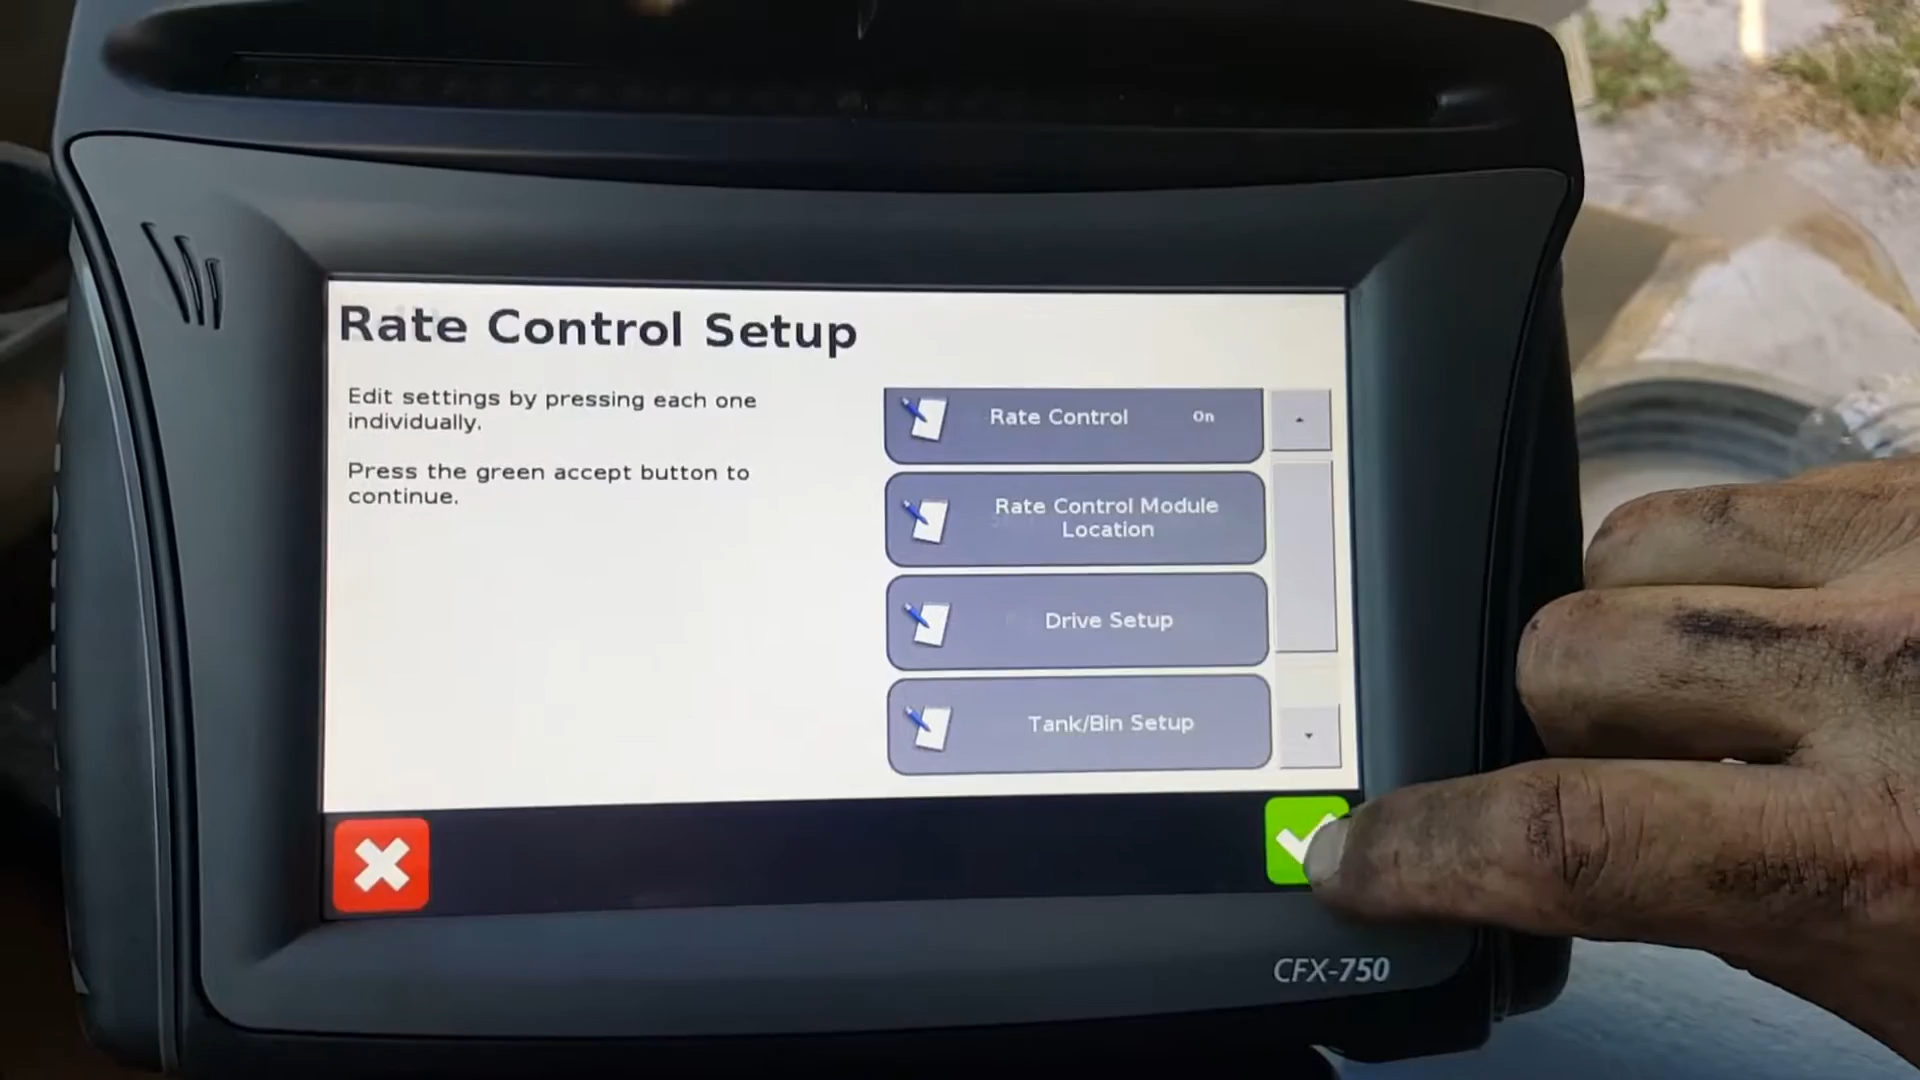 Rate Control Setup
Edit settings by pressing each one
individually.
Press the green accept button to
continue.
Rate Control On
Rate Control Module
Location
Drive Setup
Tank/Bin Setup
CFX-750